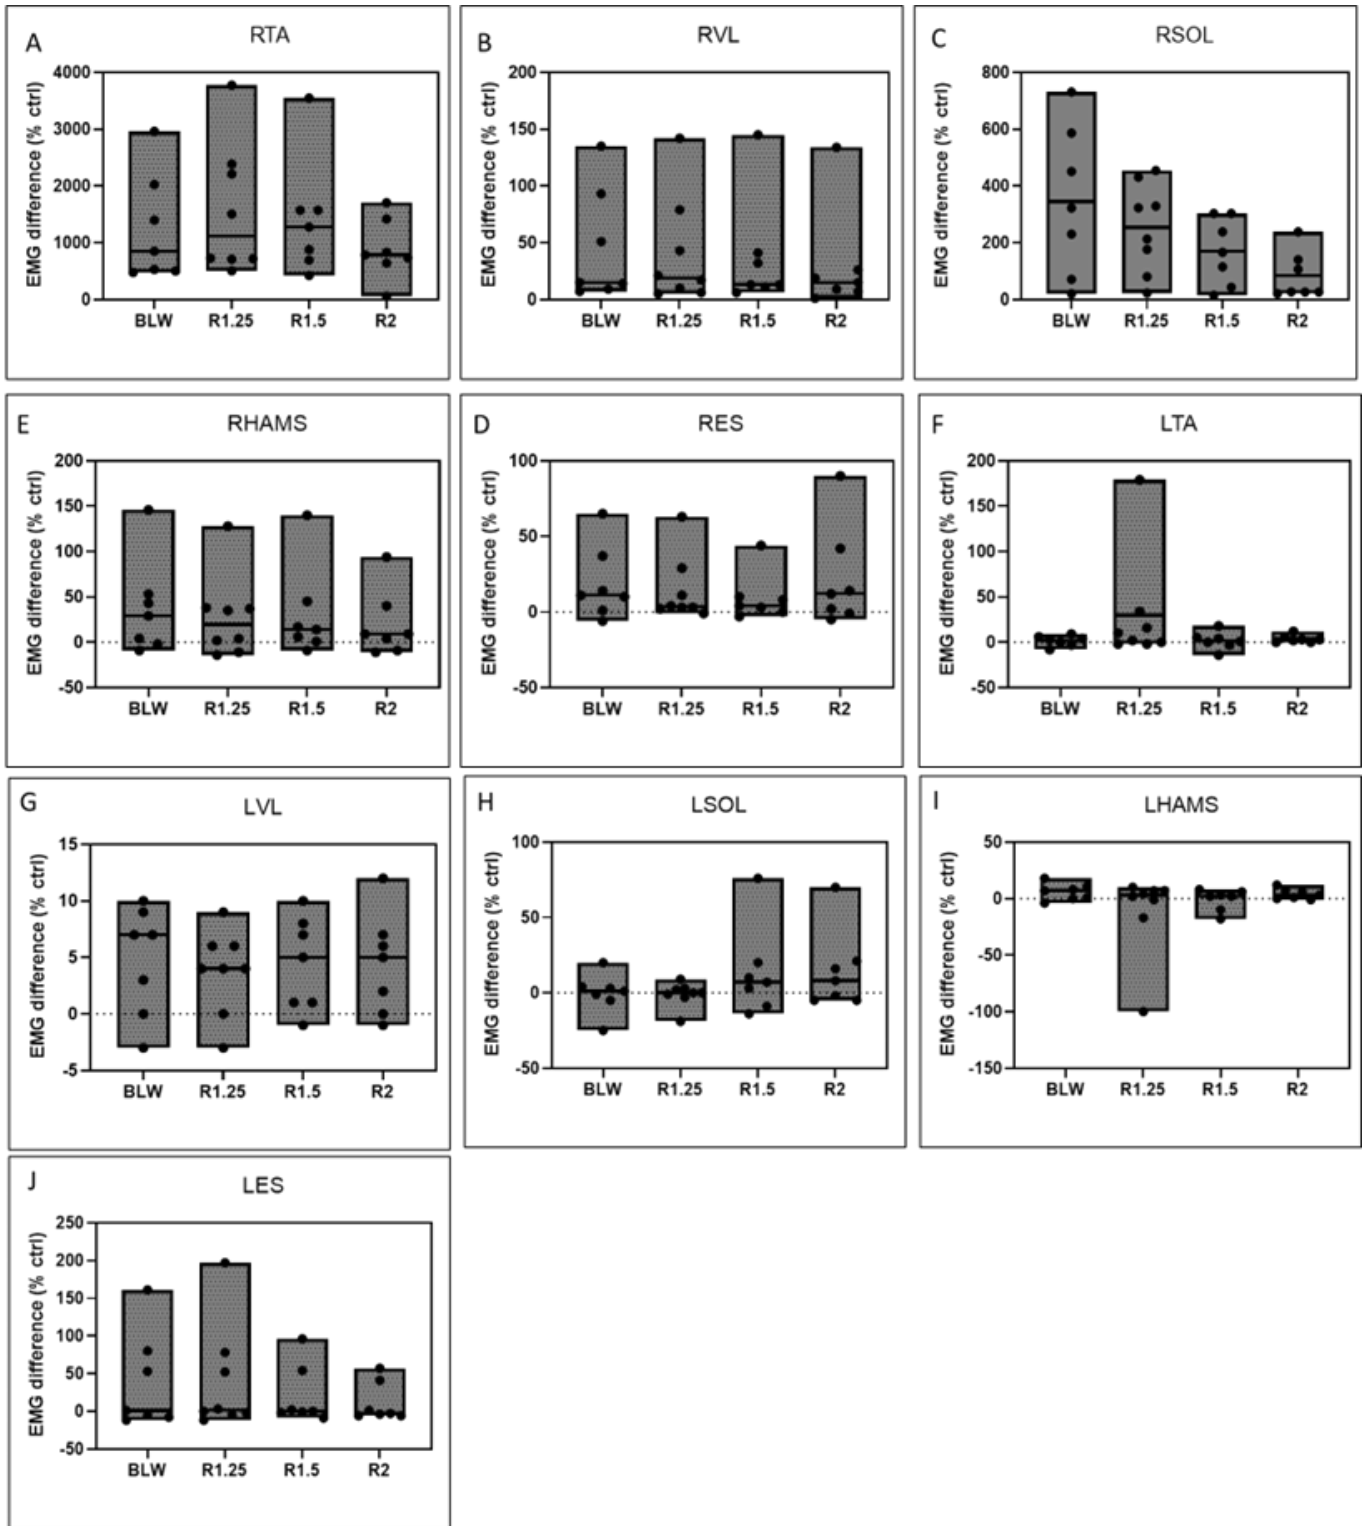 A
RTA
EMG difference (% ctrl)
4000
3000
2000
1000
0
BLW R1.25 R1.5 R2
B
RVL
EMG difference (% ctrl)
200
150
100
50
0
BLW R1.25 R1.5 R2
C
RSOL
EMG difference (% ctrl)
800
600
400
200
0
BLW R1.25 R1.5 R2
E
RHAMS
EMG difference (% ctrl)
200
150
100
50
0
-50
BLW R1.25 R1.5 R2
D
RES
EMG difference (% ctrl)
100
50
0
-50
BLW R1.25 R1.5 R2
F
LTA
EMG difference (% ctrl)
200
150
100
50
0
-50
BLW R1.25 R1.5 R2
G
LVL
EMG difference (% ctrl)
15
10
5
0
-5
BLW R1.25 R1.5 R2
H
LSOL
EMG difference (% ctrl)
100
50
0
-50
BLW R1.25 R1.5 R2
I
LHAMS
EMG difference (% ctrl)
50
0
-50
-100
-150
BLW R1.25 R1.5 R2
J
LES
EMG difference (% ctrl)
250
200
150
100
50
0
-50
BLW R1.25 R1.5 R2